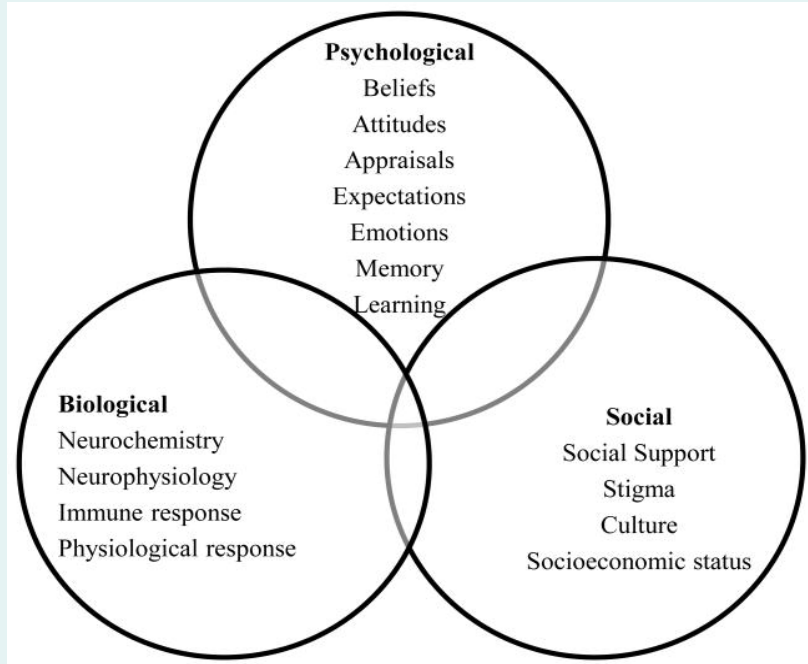 Psychological
Beliefs
Attitudes
Appraisals
Expectations
Emotions
Memory
Learning
Biological
Neurochemistry
Neurophysiology
Immune response
Physiological response
Social
Social Support
Stigma
Culture
Socioeconomic status